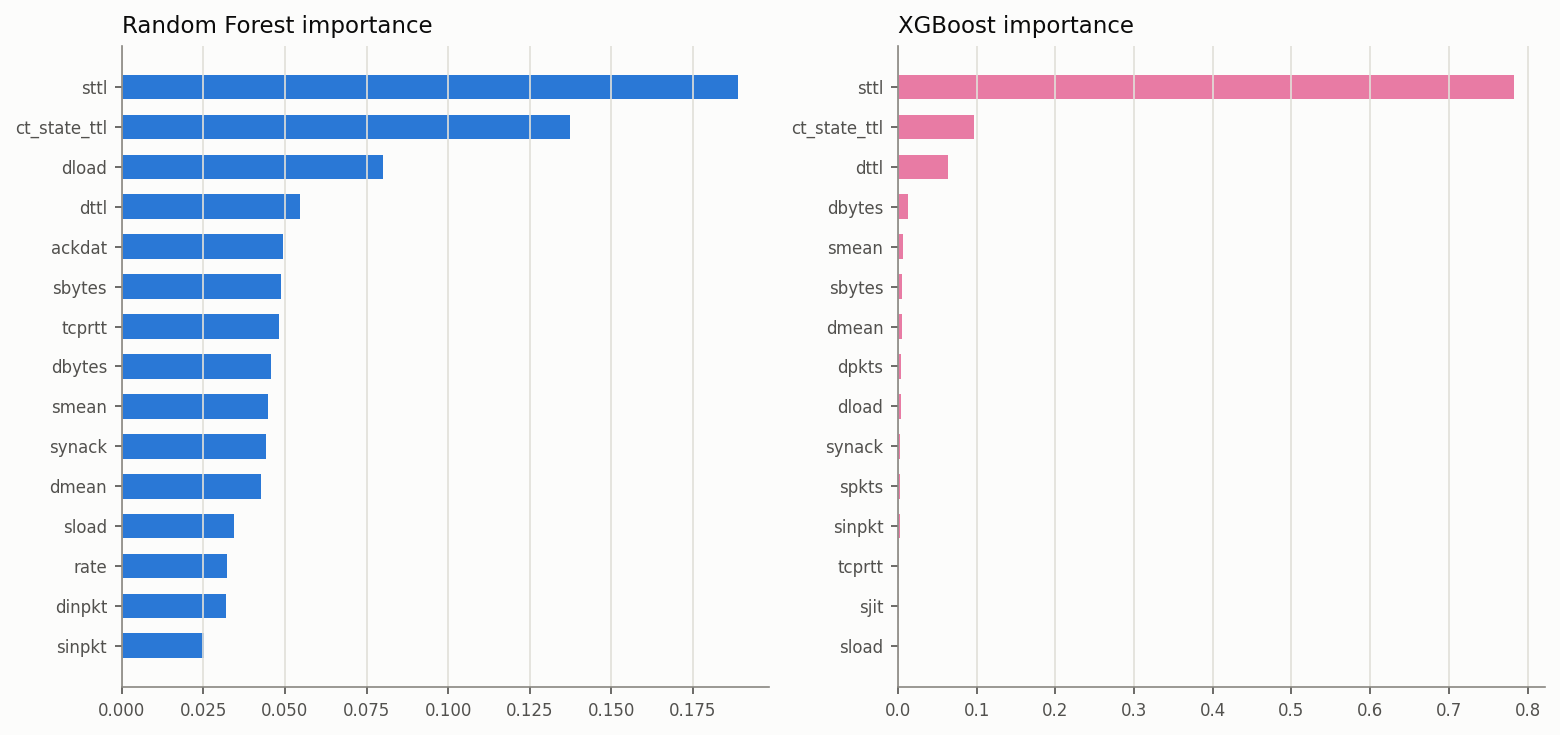 Random Forest importance
sttl
ct_state_ttl
dload
dttl
ackdat
sbytes
tcprtt
dbytes
smean
synack
dmean
sload
rate
dinpkt
sinpkt
0.000 0.025 0.050 0.075 0.100 0.125 0.150 0.175
XGBoost importance
sttl
ct_state_ttl
dttl
dbytes
smean
sbytes
dmean
dpkts
dload
synack
spkts
sinpkt
tcprtt
sjit
sload
0.0 0.1 0.2 0.3 0.4 0.5 0.6 0.7 0.8